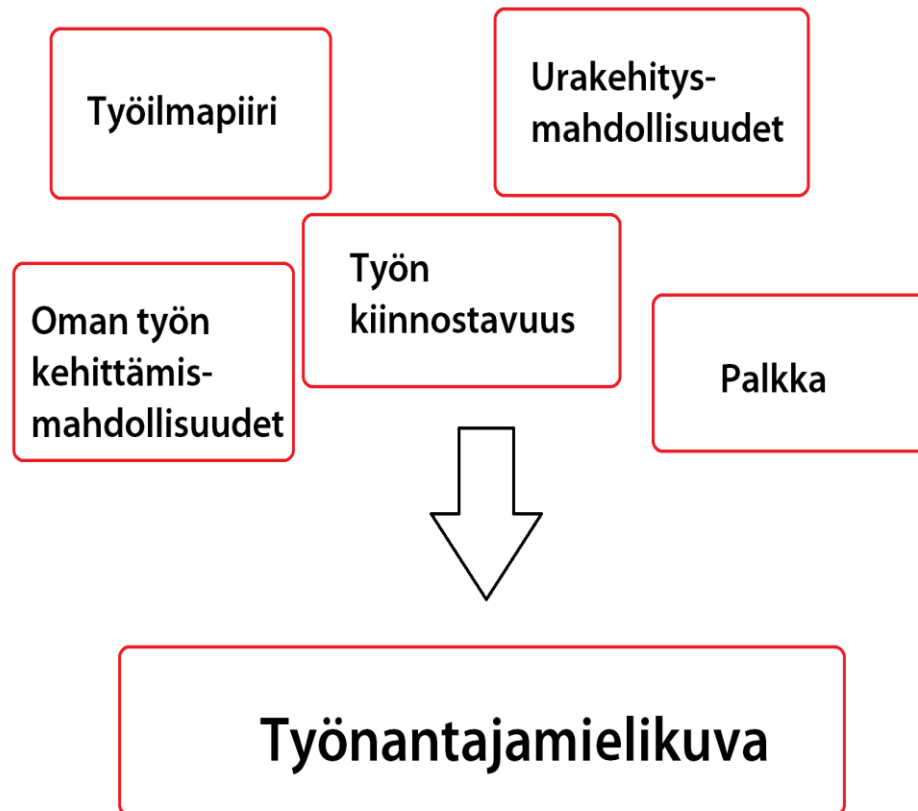 Työilmapiiri
Urakehitys-
mahdollisuudet
Työn
kiinnostavuus
Oman työn
kehittämis-
mahdollisuudet
Palkka
Työnantajamielikuva